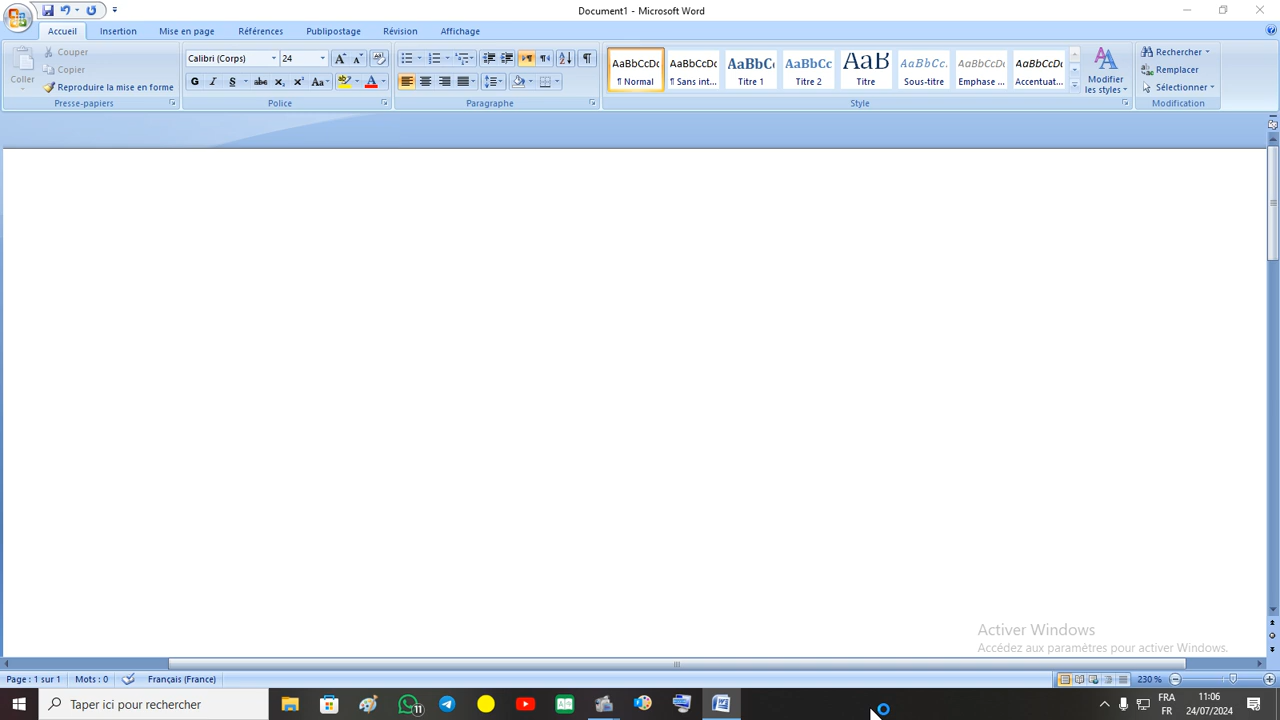 Document1 - Microsoft Word
Accueil Insertion Mise en page Références Publipostage Révision Affichage
Coller
Couper
Copier
Reproduire la mise en forme
Presse-papiers
Calibri (Corps) 24
G I S abc x₂ x² Aa
Police
Paragraphe
AaBbCcDc AaBbCcDc AaBbC AaBbCc AaB AaBbCc. AaBbCcDc AaBbCcDc
¶ Normal ¶ Sans int... Titre 1 Titre 2 Titre Sous-titre Emphase ... Accentuat...
Style
Modifier
les styles
Rechercher
Remplacer
Sélectionner
Modification
Activer Windows
Accédez aux paramètres pour activer Windows.
Page : 1 sur 1 Mots : 0 Français (France) 230 %
Taper ici pour rechercher
11
FRA
FR
11:06
24/07/2024